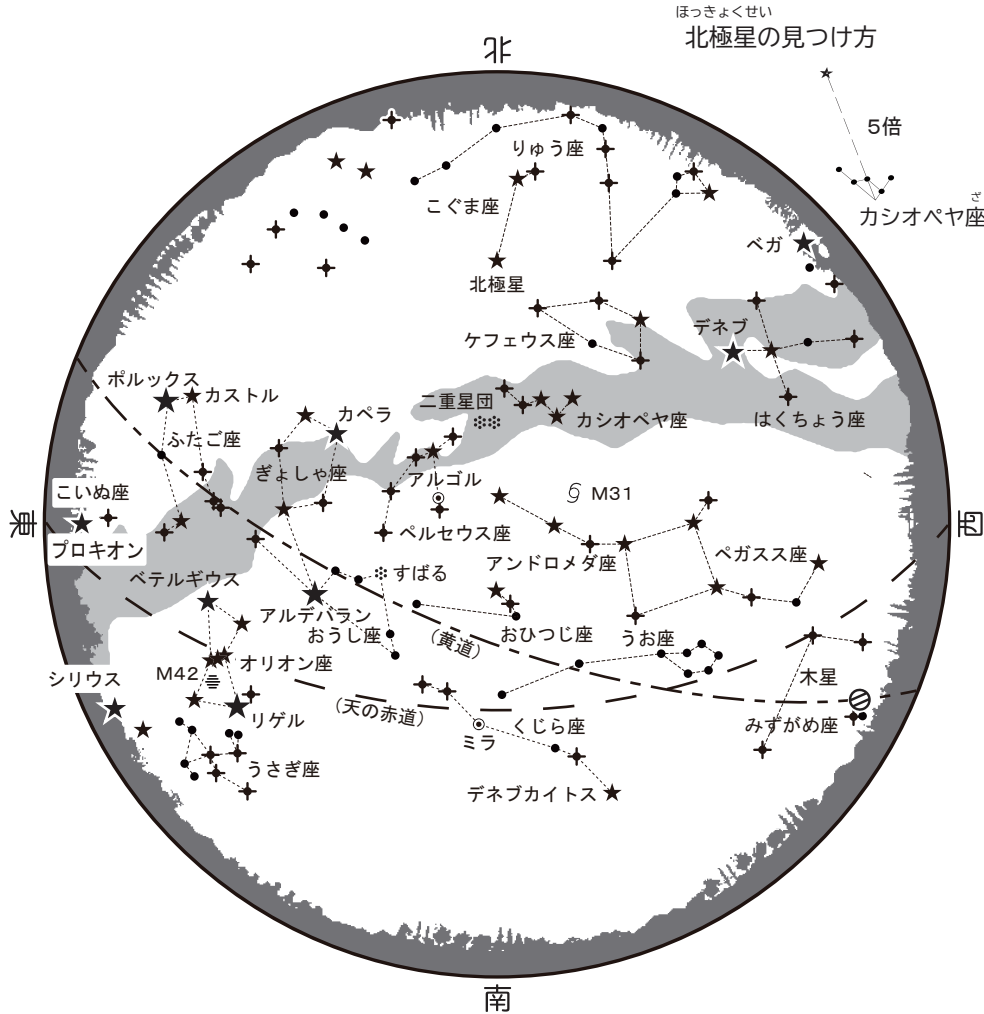 ほっきょくせい
北極星の見つけ方
5倍
ざ
カシオペヤ座
北
りゅう座
こぐま座
北極星
ベガ
ケフェウス座
デネブ
ポルックス
カストル
カペラ
二重星団
カシオペヤ座
はくちょう座
ふたご座
ぎょしゃ座
アルゴル
M31
こいぬ座
東
プロキオン
ペルセウス座
アンドロメダ座
ペガスス座
西
ベテルギウス
すばる
アルデバラン
おうし座
(黄道)
おひつじ座
うお座
シリウス
M42
オリオン座
木星
リゲル
(天の赤道)
ミラ
くじら座
みずがめ座
うさぎ座
デネブカイトス
南